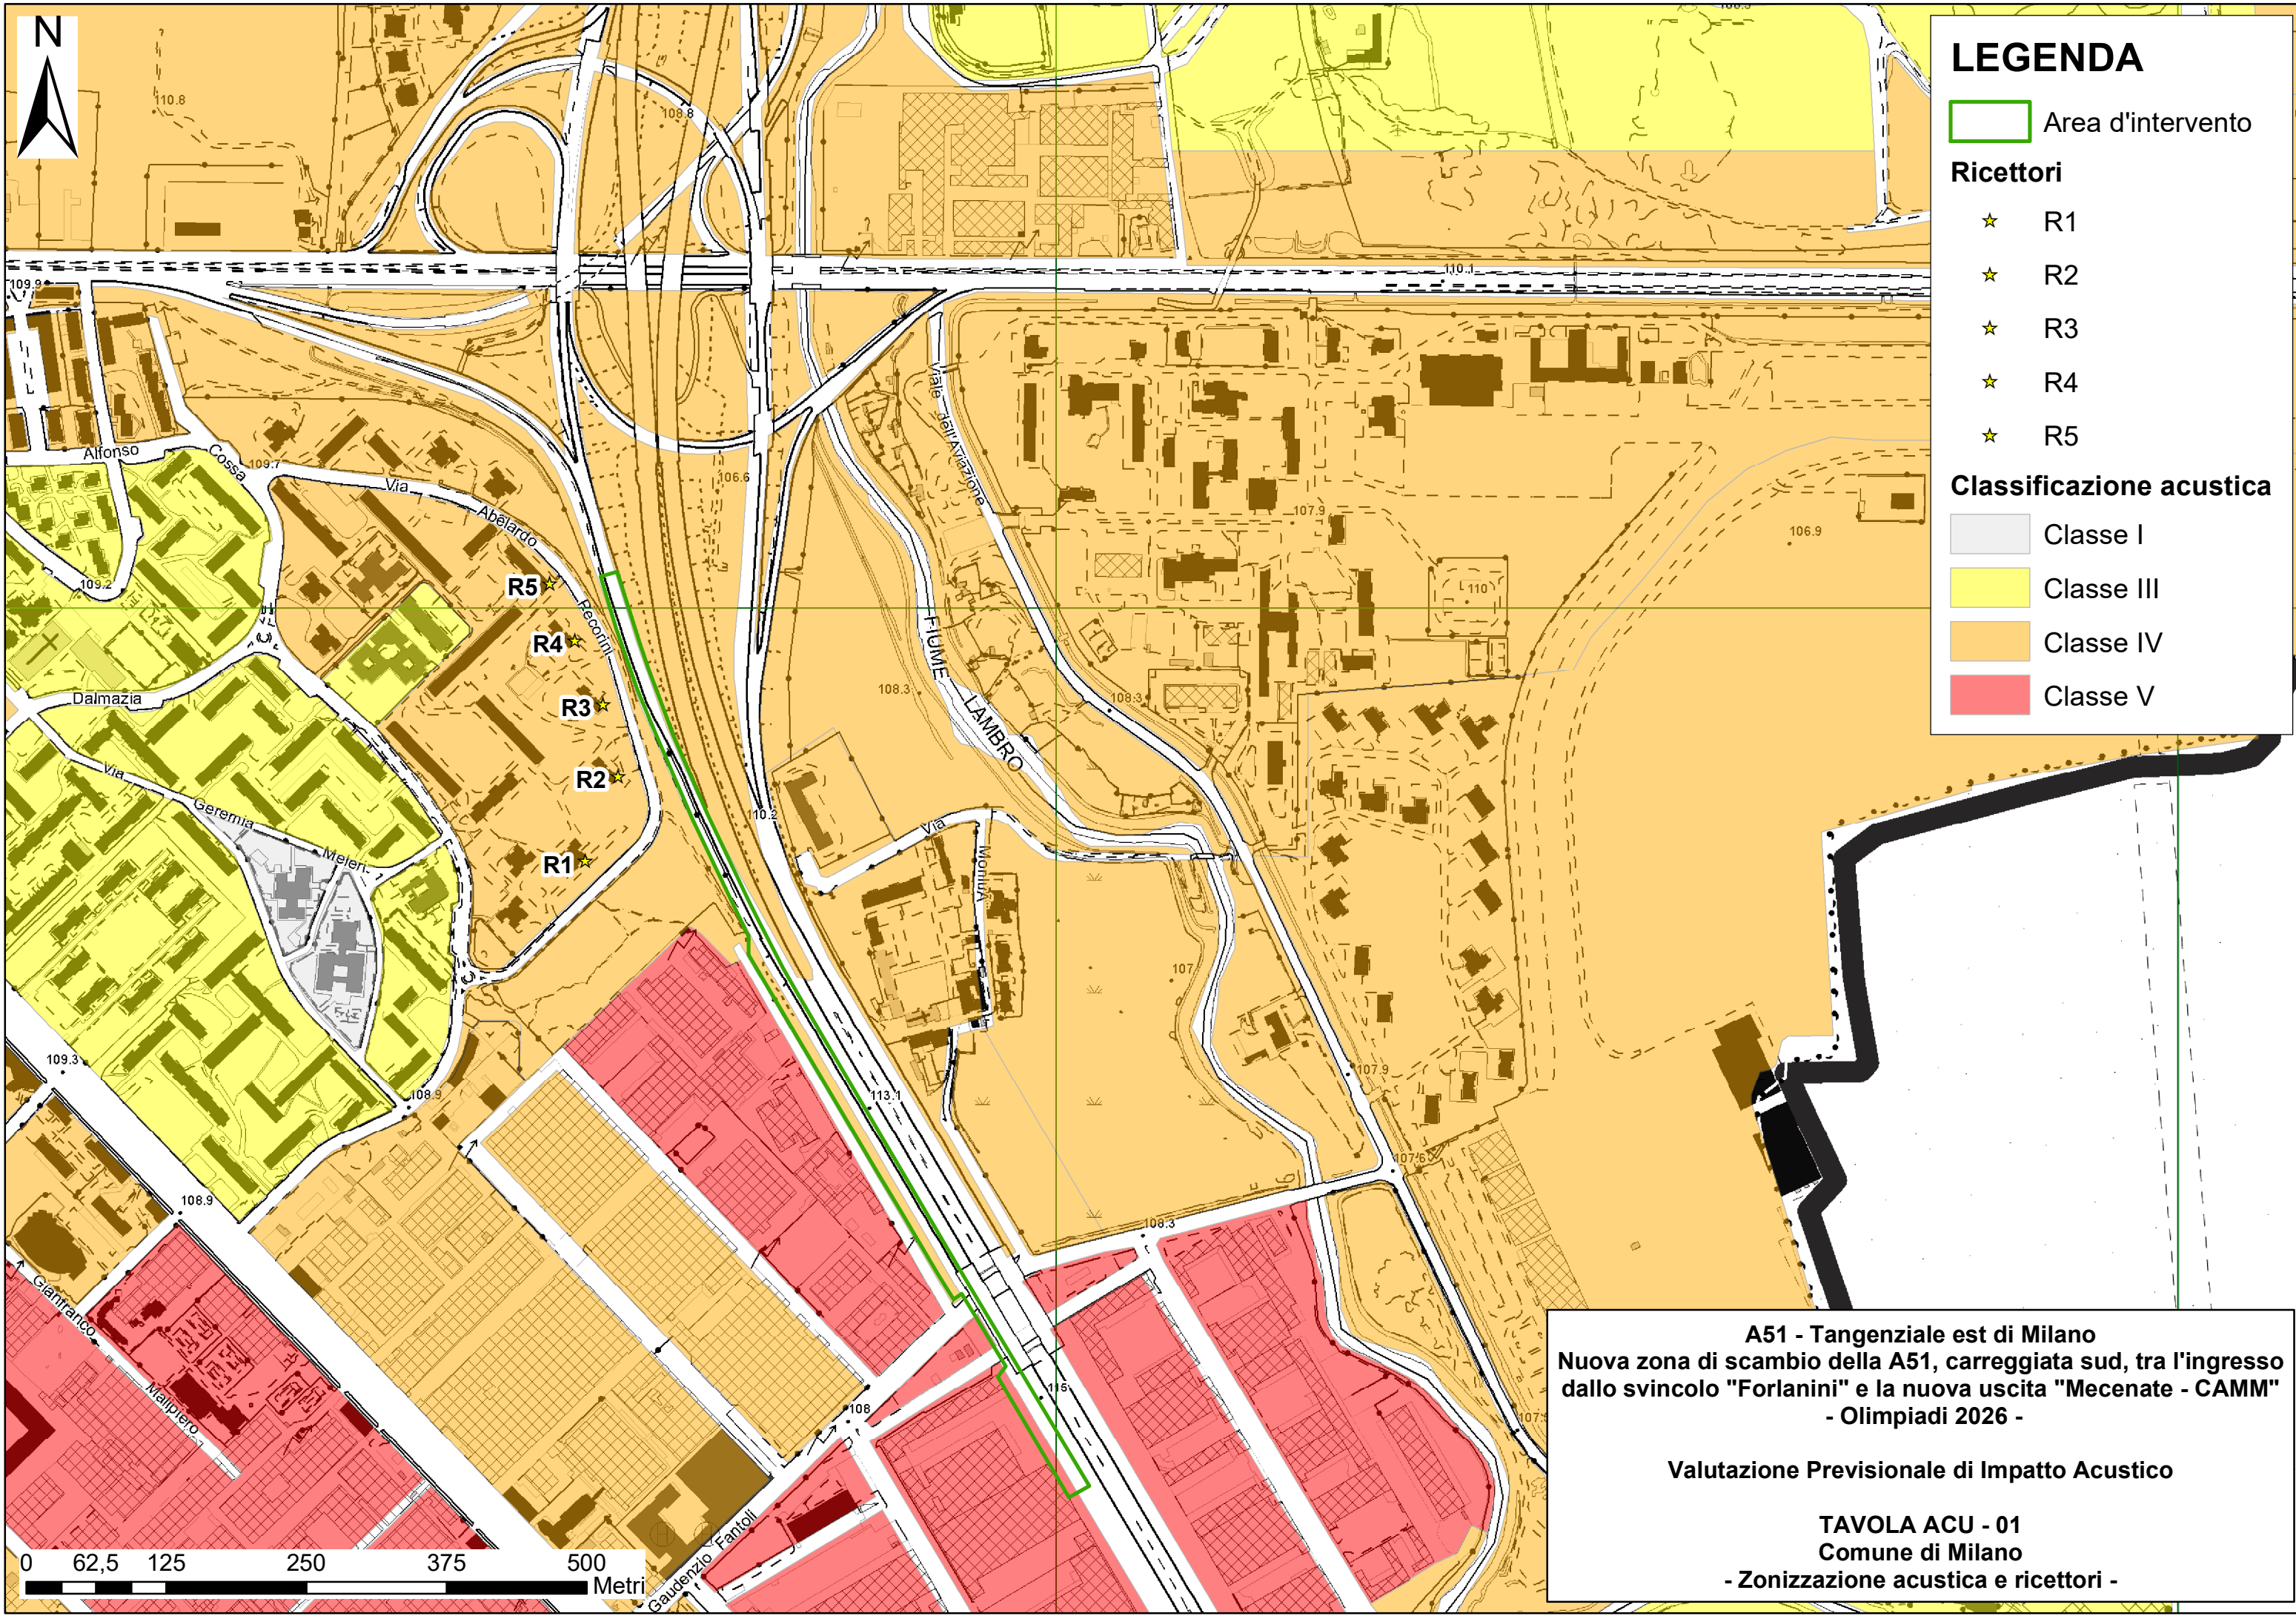 N
LEGENDA
Area d'intervento
Ricettori
R1
R2
R3
R4
R5
Classificazione acustica
Classe I
Classe III
Classe IV
Classe V
110.8
108.8
109.9
110.1
Alfonso
Cossa
109.7
Via
Abelardo
Pecorini
106.6
Viale dell'Aviazione
107.9
106.9
109.2
110
R5
R4
R3
R2
R1
FIUME
LAMBRO
108.3
108.3
Dalmazia
Via
Geremia
110.2
Via
107
109.3
108.9
113.1
107.9
107.6
108.9
108.3
Gianfranco
Malipiero
115
108
Gaudenzio Fantoli
0 62,5 125 250 375 500
Metri
A51 - Tangenziale est di Milano
Nuova zona di scambio della A51, carreggiata sud, tra l'ingresso
dallo svincolo "Forlanini" e la nuova uscita "Mecenate - CAMM"
- Olimpiadi 2026 -
Valutazione Previsionale di Impatto Acustico
TAVOLA ACU - 01
Comune di Milano
- Zonizzazione acustica e ricettori -